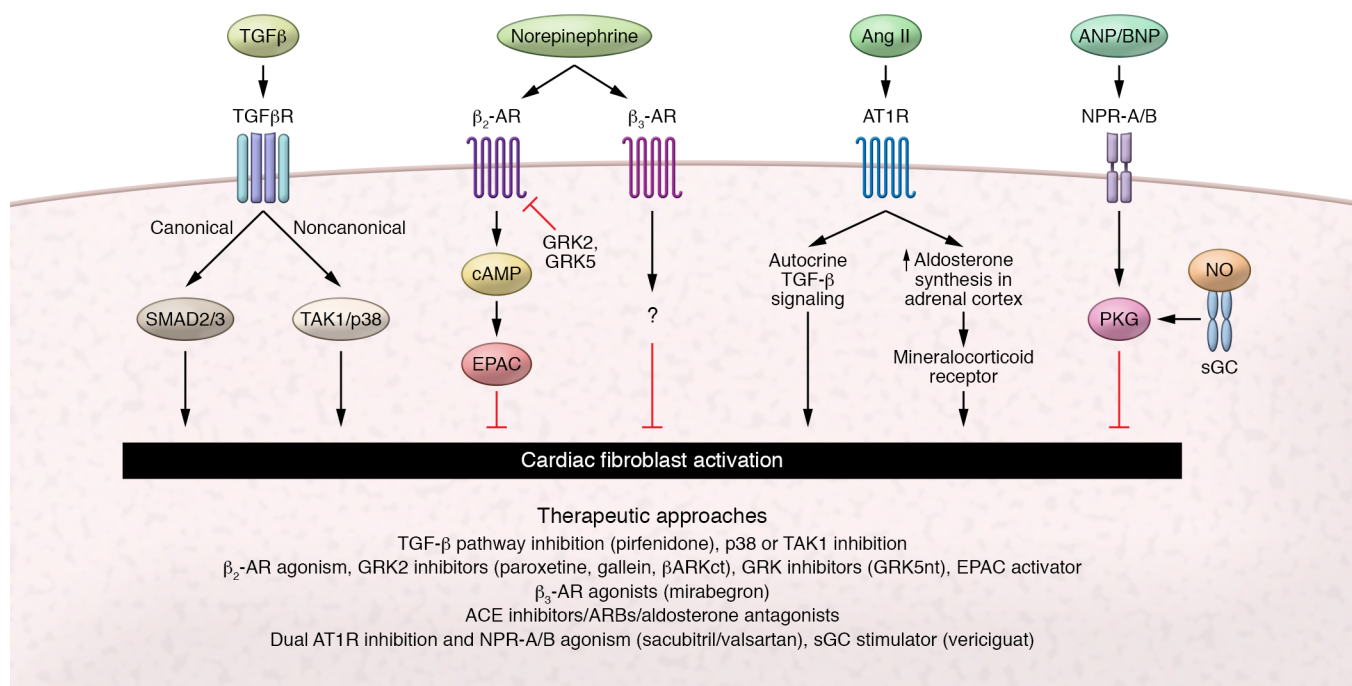 TGFβ
Norepinephrine
Ang II
ANP/BNP
TGFβR
β₂-AR
β₃-AR
AT1R
NPR-A/B
Canonical
Noncanonical
GRK2,
GRK5
cAMP
Autocrine
TGF-β
signaling
Aldosterone
synthesis in
adrenal cortex
NO
SMAD2/3
TAK1/p38
?
PKG
EPAC
Mineralocorticoid
receptor
sGC
Cardiac fibroblast activation
Therapeutic approaches
TGF-β pathway inhibition (pirfenidone), p38 or TAK1 inhibition
β₂-AR agonism, GRK2 inhibitors (paroxetine, gallein, βARKct), GRK inhibitors (GRK5nt), EPAC activator
β₃-AR agonists (mirabegron)
ACE inhibitors/ARBs/aldosterone antagonists
Dual AT1R inhibition and NPR-A/B agonism (sacubitril/valsartan), sGC stimulator (vericiguat)